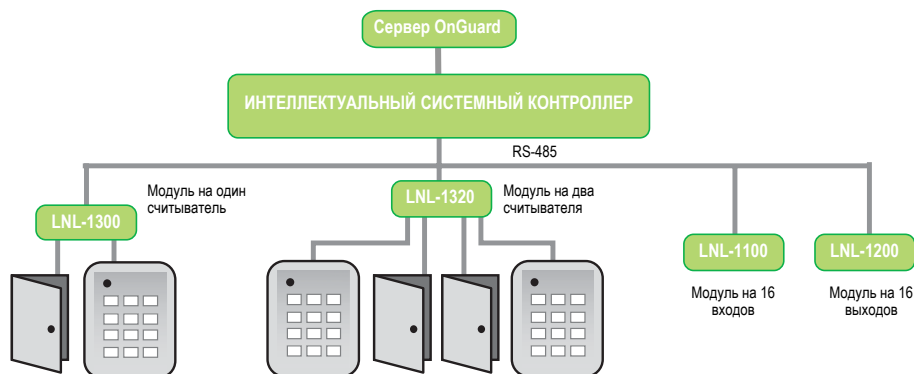 Сервер OnGuard
ИНТЕЛЛЕКТУАЛЬНЫЙ СИСТЕМНЫЙ КОНТРОЛЛЕР
RS-485
Модуль на один
считыватель
LNL-1300
LNL-1320
Модуль на два
считывателя
LNL-1100
LNL-1200
Модуль на 16
входов
Модуль на 16
выходов